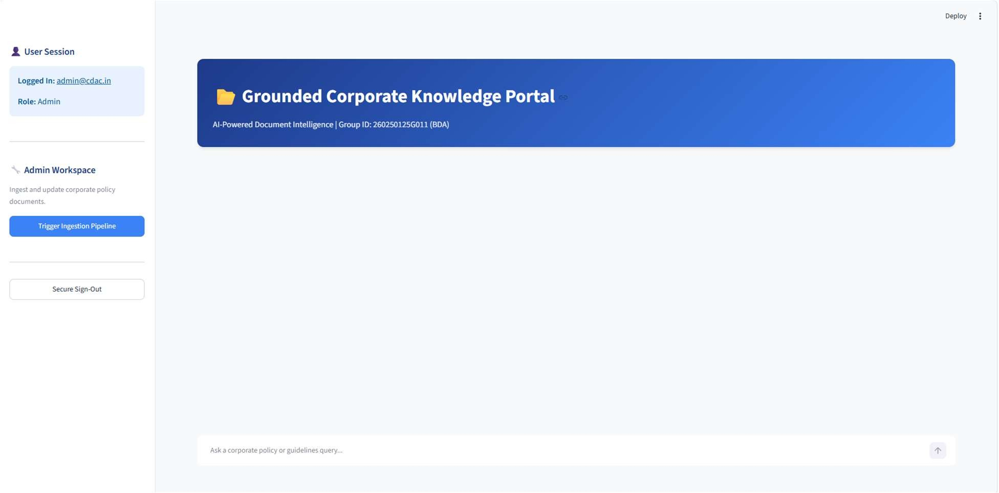 Deploy
User Session
Logged In: admin@cdac.in
Role: Admin
Admin Workspace
Ingest and update corporate policy
documents.
Trigger Ingestion Pipeline
Secure Sign-Out
Grounded Corporate Knowledge Portal
AI-Powered Document Intelligence | Group ID: 260250125G011 (BDA)
Ask a corporate policy or guidelines query...